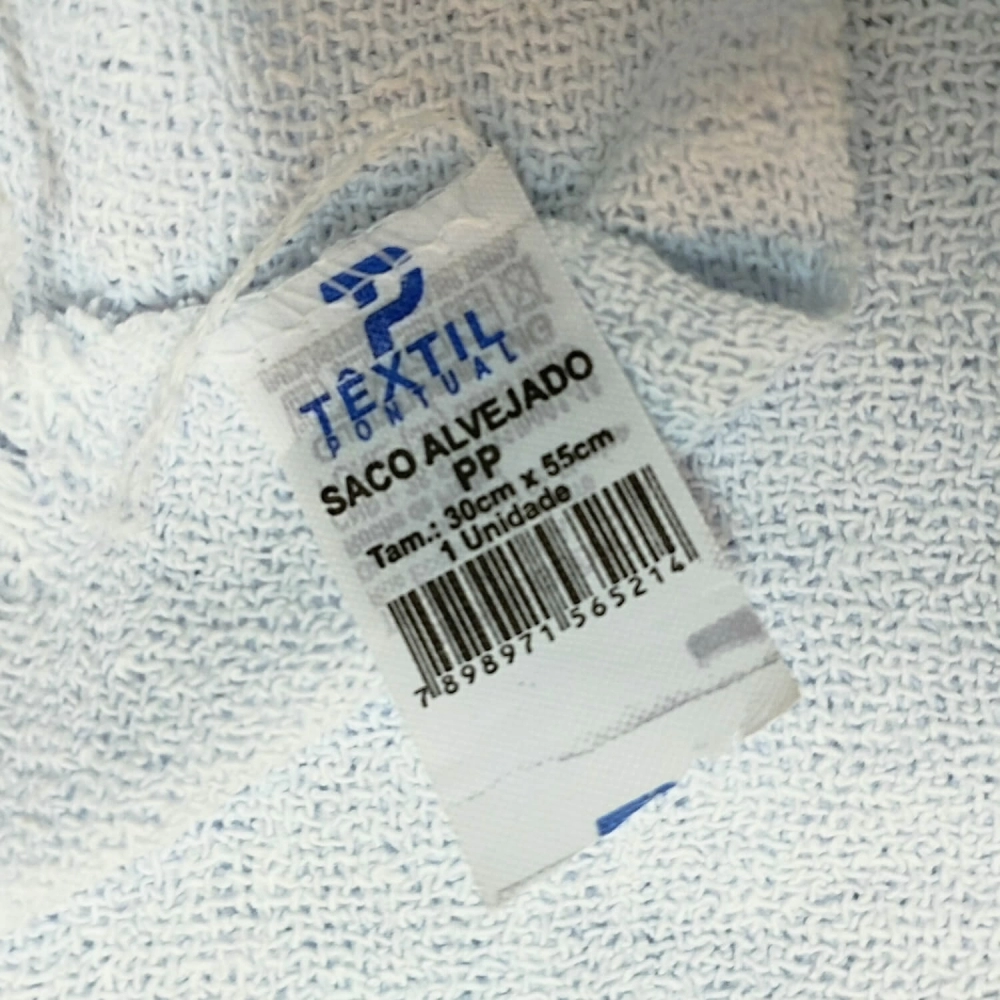 TÊXTIL
PONTUAL
SACO ALVEJADO
PP
Tam.: 30cm x 55cm
1 Unidade
7 898971 565214